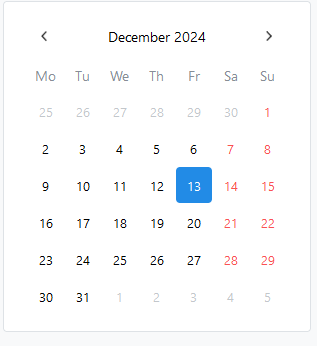 December 2024
Mo Tu We Th Fr Sa Su
25 26 27 28 29 30 1
2 3 4 5 6 7 8
9 10 11 12 13 14 15
16 17 18 19 20 21 22
23 24 25 26 27 28 29
30 31 1 2 3 4 5